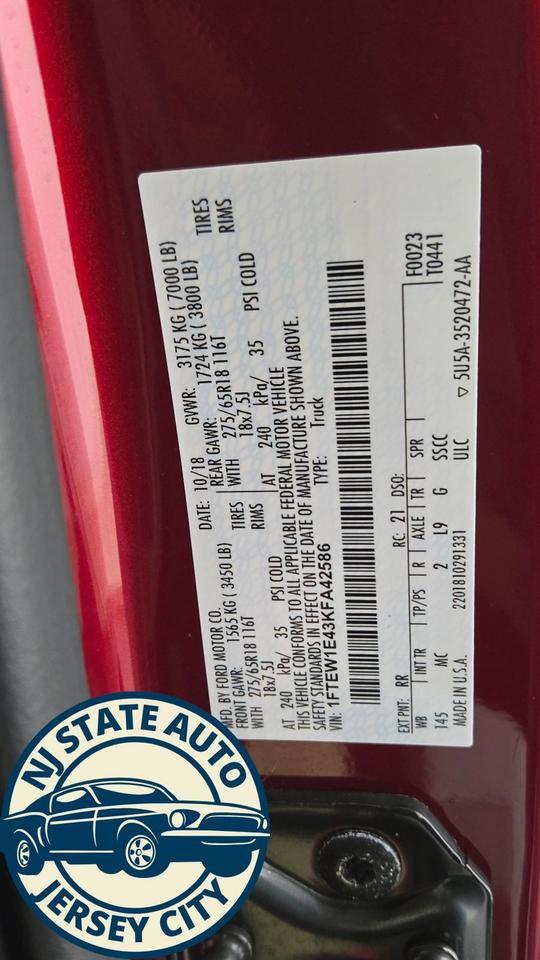 MFD. BY FORD MOTOR CO.
DATE: 10/18 GVWR: 3175 KG ( 7000 LB)
FRONT GAWR: 1565 KG ( 3450 LB)
REAR GAWR: 1724 KG ( 3800 LB)
WITH 275/65R18 116T TIRES
WITH 275/65R18 116T TIRES
18x7.5J RIMS
18x7.5J RIMS
AT 240 kPa/ 35 PSI COLD
AT 240 kPa/ 35 PSI COLD
THIS VEHICLE CONFORMS TO ALL APPLICABLE FEDERAL MOTOR VEHICLE
SAFETY STANDARDS IN EFFECT ON THE DATE OF MANUFACTURE SHOWN ABOVE.
VIN: 1FTEW1E43KFA42586 TYPE: Truck
EXT PNT: RR RC: 21 DSO: F0023
T0441
WB INT TR TP/PS R AXLE TR SPR
145 MC 2 L9 G SSCC
MADE IN U.S.A. 2201810291331 ULC
▽ 5U5A-3520472-AA
NJ STATE AUTO
JERSEY CITY